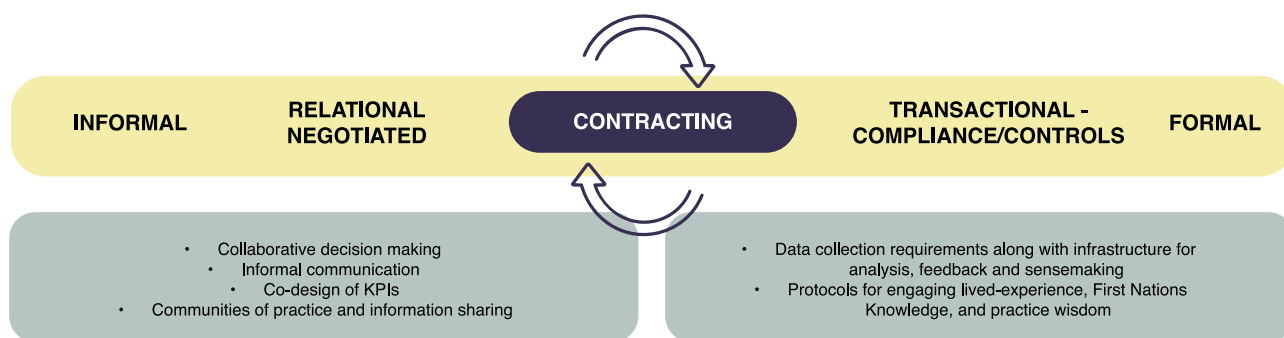 INFORMAL
RELATIONAL
NEGOTIATED
CONTRACTING
TRANSACTIONAL -
COMPLIANCE/CONTROLS
FORMAL
• Collaborative decision making
• Informal communication
• Co-design of KPIs
• Communities of practice and information sharing
• Data collection requirements along with infrastructure for
analysis, feedback and sensemaking
• Protocols for engaging lived-experience, First Nations
Knowledge, and practice wisdom